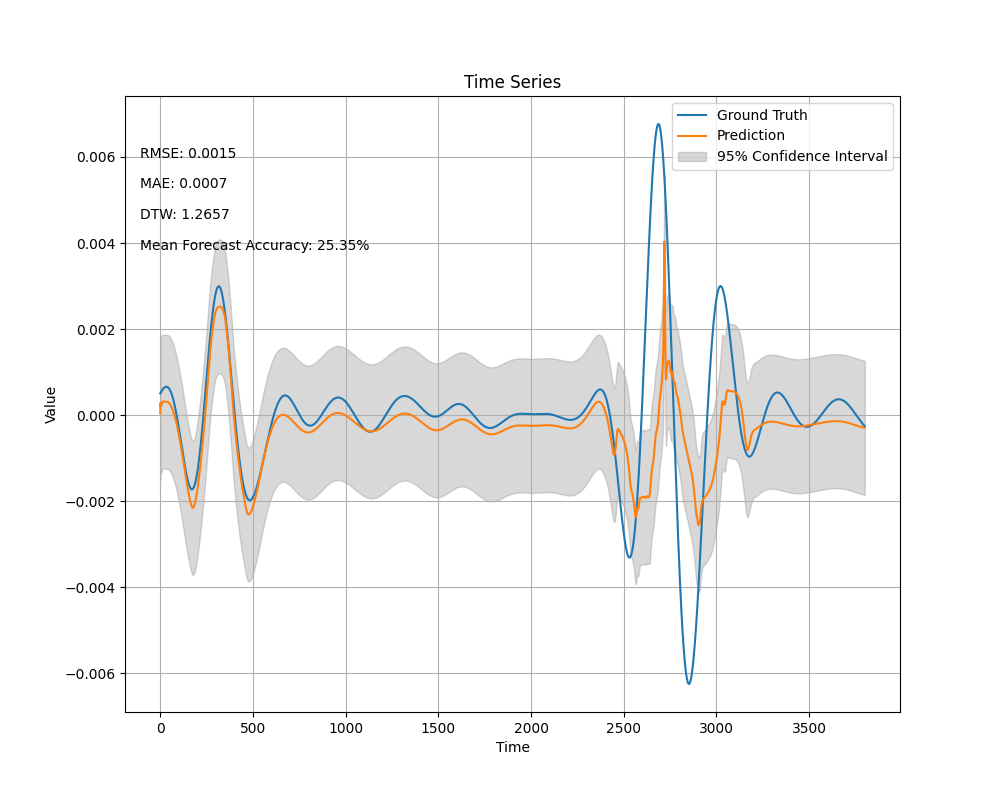 Time Series
Ground Truth
Prediction
95% Confidence Interval
RMSE: 0.0015
MAE: 0.0007
DTW: 1.2657
Mean Forecast Accuracy: 25.35%
Value
0.006
0.004
0.002
0.000
−0.002
−0.004
−0.006
0 500 1000 1500 2000 2500 3000 3500
Time